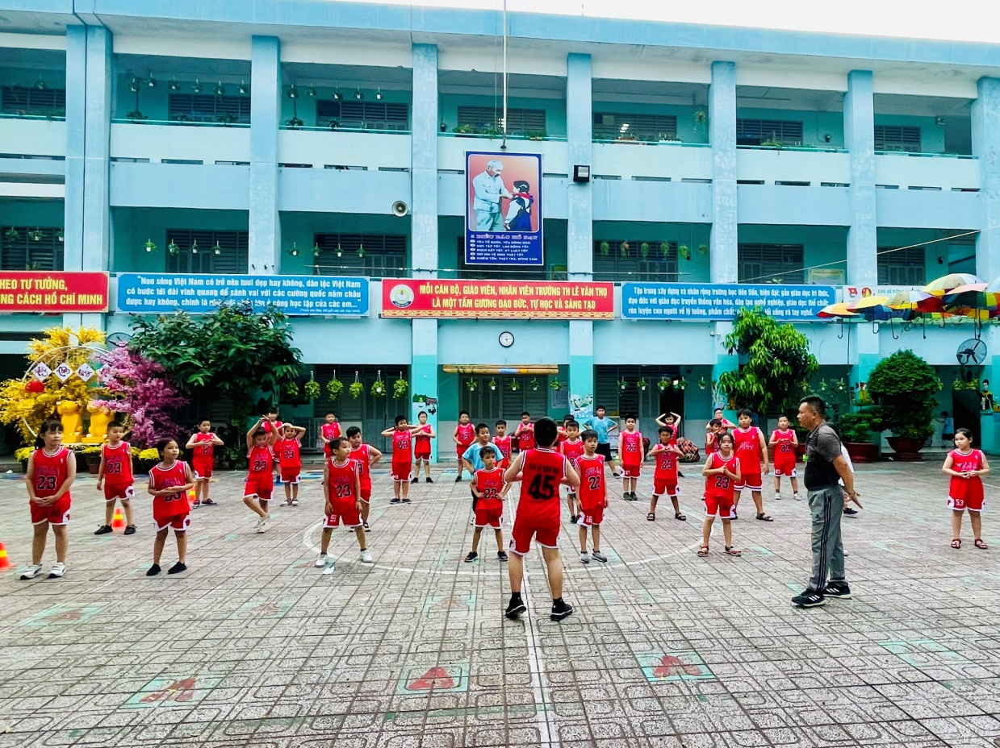 5 ĐIỀU BÁC HỒ DẠY
YÊU TỔ QUỐC, YÊU ĐỒNG BÀO.
HỌC TẬP TỐT, LAO ĐỘNG TỐT.
ĐOÀN KẾT TỐT, KỶ LUẬT TỐT.
GIỮ GÌN VỆ SINH THẬT TỐT.
KHIÊM TỐN, THẬT THÀ, DŨNG CẢM.
HEO TƯ TƯỞNG,
NG CÁCH HỒ CHÍ MINH
"Non sông Việt Nam có trở nên tươi đẹp hay không, dân tộc Việt Nam
có bước tới đài vinh quang để sánh vai với các cường quốc năm châu
được hay không, chính là nhờ một phần lớn ở công học tập của các em...
MỖI CÁN BỘ, GIÁO VIÊN, NHÂN VIÊN TRƯỜNG TH LÊ VĂN THỌ
LÀ MỘT TẤM GƯƠNG ĐẠO ĐỨC, TỰ HỌC VÀ SÁNG TẠO
Tập trung xây dựng và nhân rộng trường học tiên tiến, hiện đại; gắn giáo dục tri thức,
đạo đức với giáo dục truyền thống văn hóa, đào tạo nghề nghiệp, giáo dục thể chất,
rèn luyện con người về lý tưởng, phẩm chất, lối sống và tay nghề.
CHI BỘ
23
23
23
23
23
45
23
16
23
53